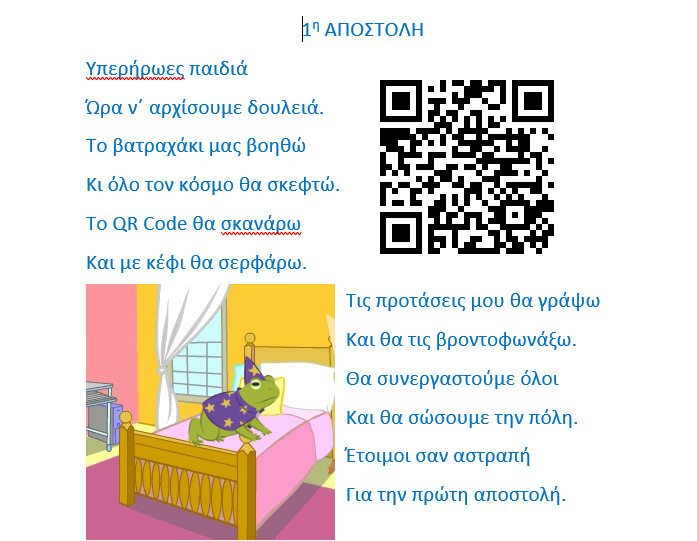 1η ΑΠΟΣΤΟΛΗ
Υπερήρωες παιδιά
Ώρα ν΄ αρχίσουμε δουλειά.
Το βατραχάκι μας βοηθώ
Κι όλο τον κόσμο θα σκεφτώ.
Το QR Code θα σκανάρω
Και με κέφι θα σερφάρω.
Τις προτάσεις μου θα γράψω
Και θα τις βροντοφωνάξω.
Θα συνεργαστούμε όλοι
Και θα σώσουμε την πόλη.
Έτοιμοι σαν αστραπή
Για την πρώτη αποστολή.